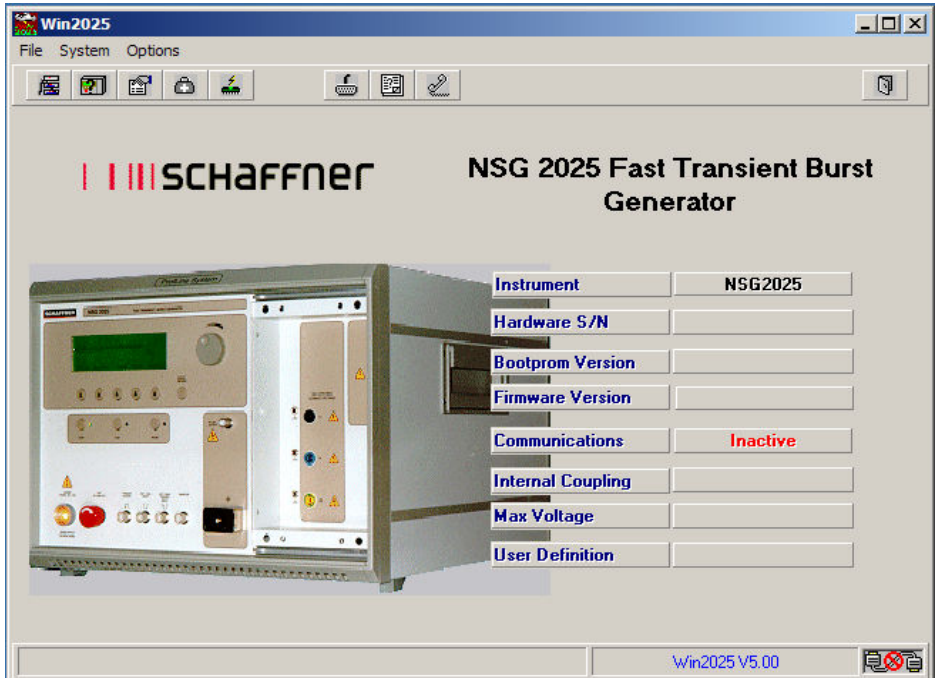 Win2025
File System Options
SCHAFFNER
NSG 2025 Fast Transient Burst
Generator
Instrument NSG2025
Hardware S/N
Bootprom Version
Firmware Version
Communications Inactive
Internal Coupling
Max Voltage
User Definition
Win2025 V5.00